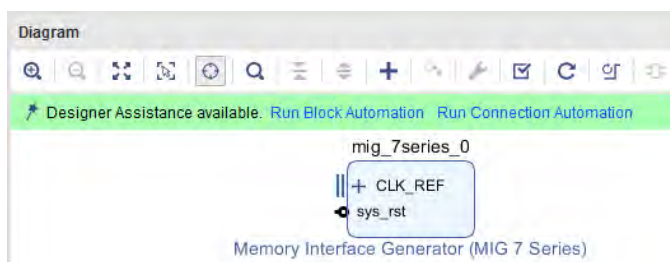 Diagram
Designer Assistance available. Run Block Automation Run Connection Automation
mig_7series_0
CLK_REF
sys_rst
Memory Interface Generator (MIG 7 Series)